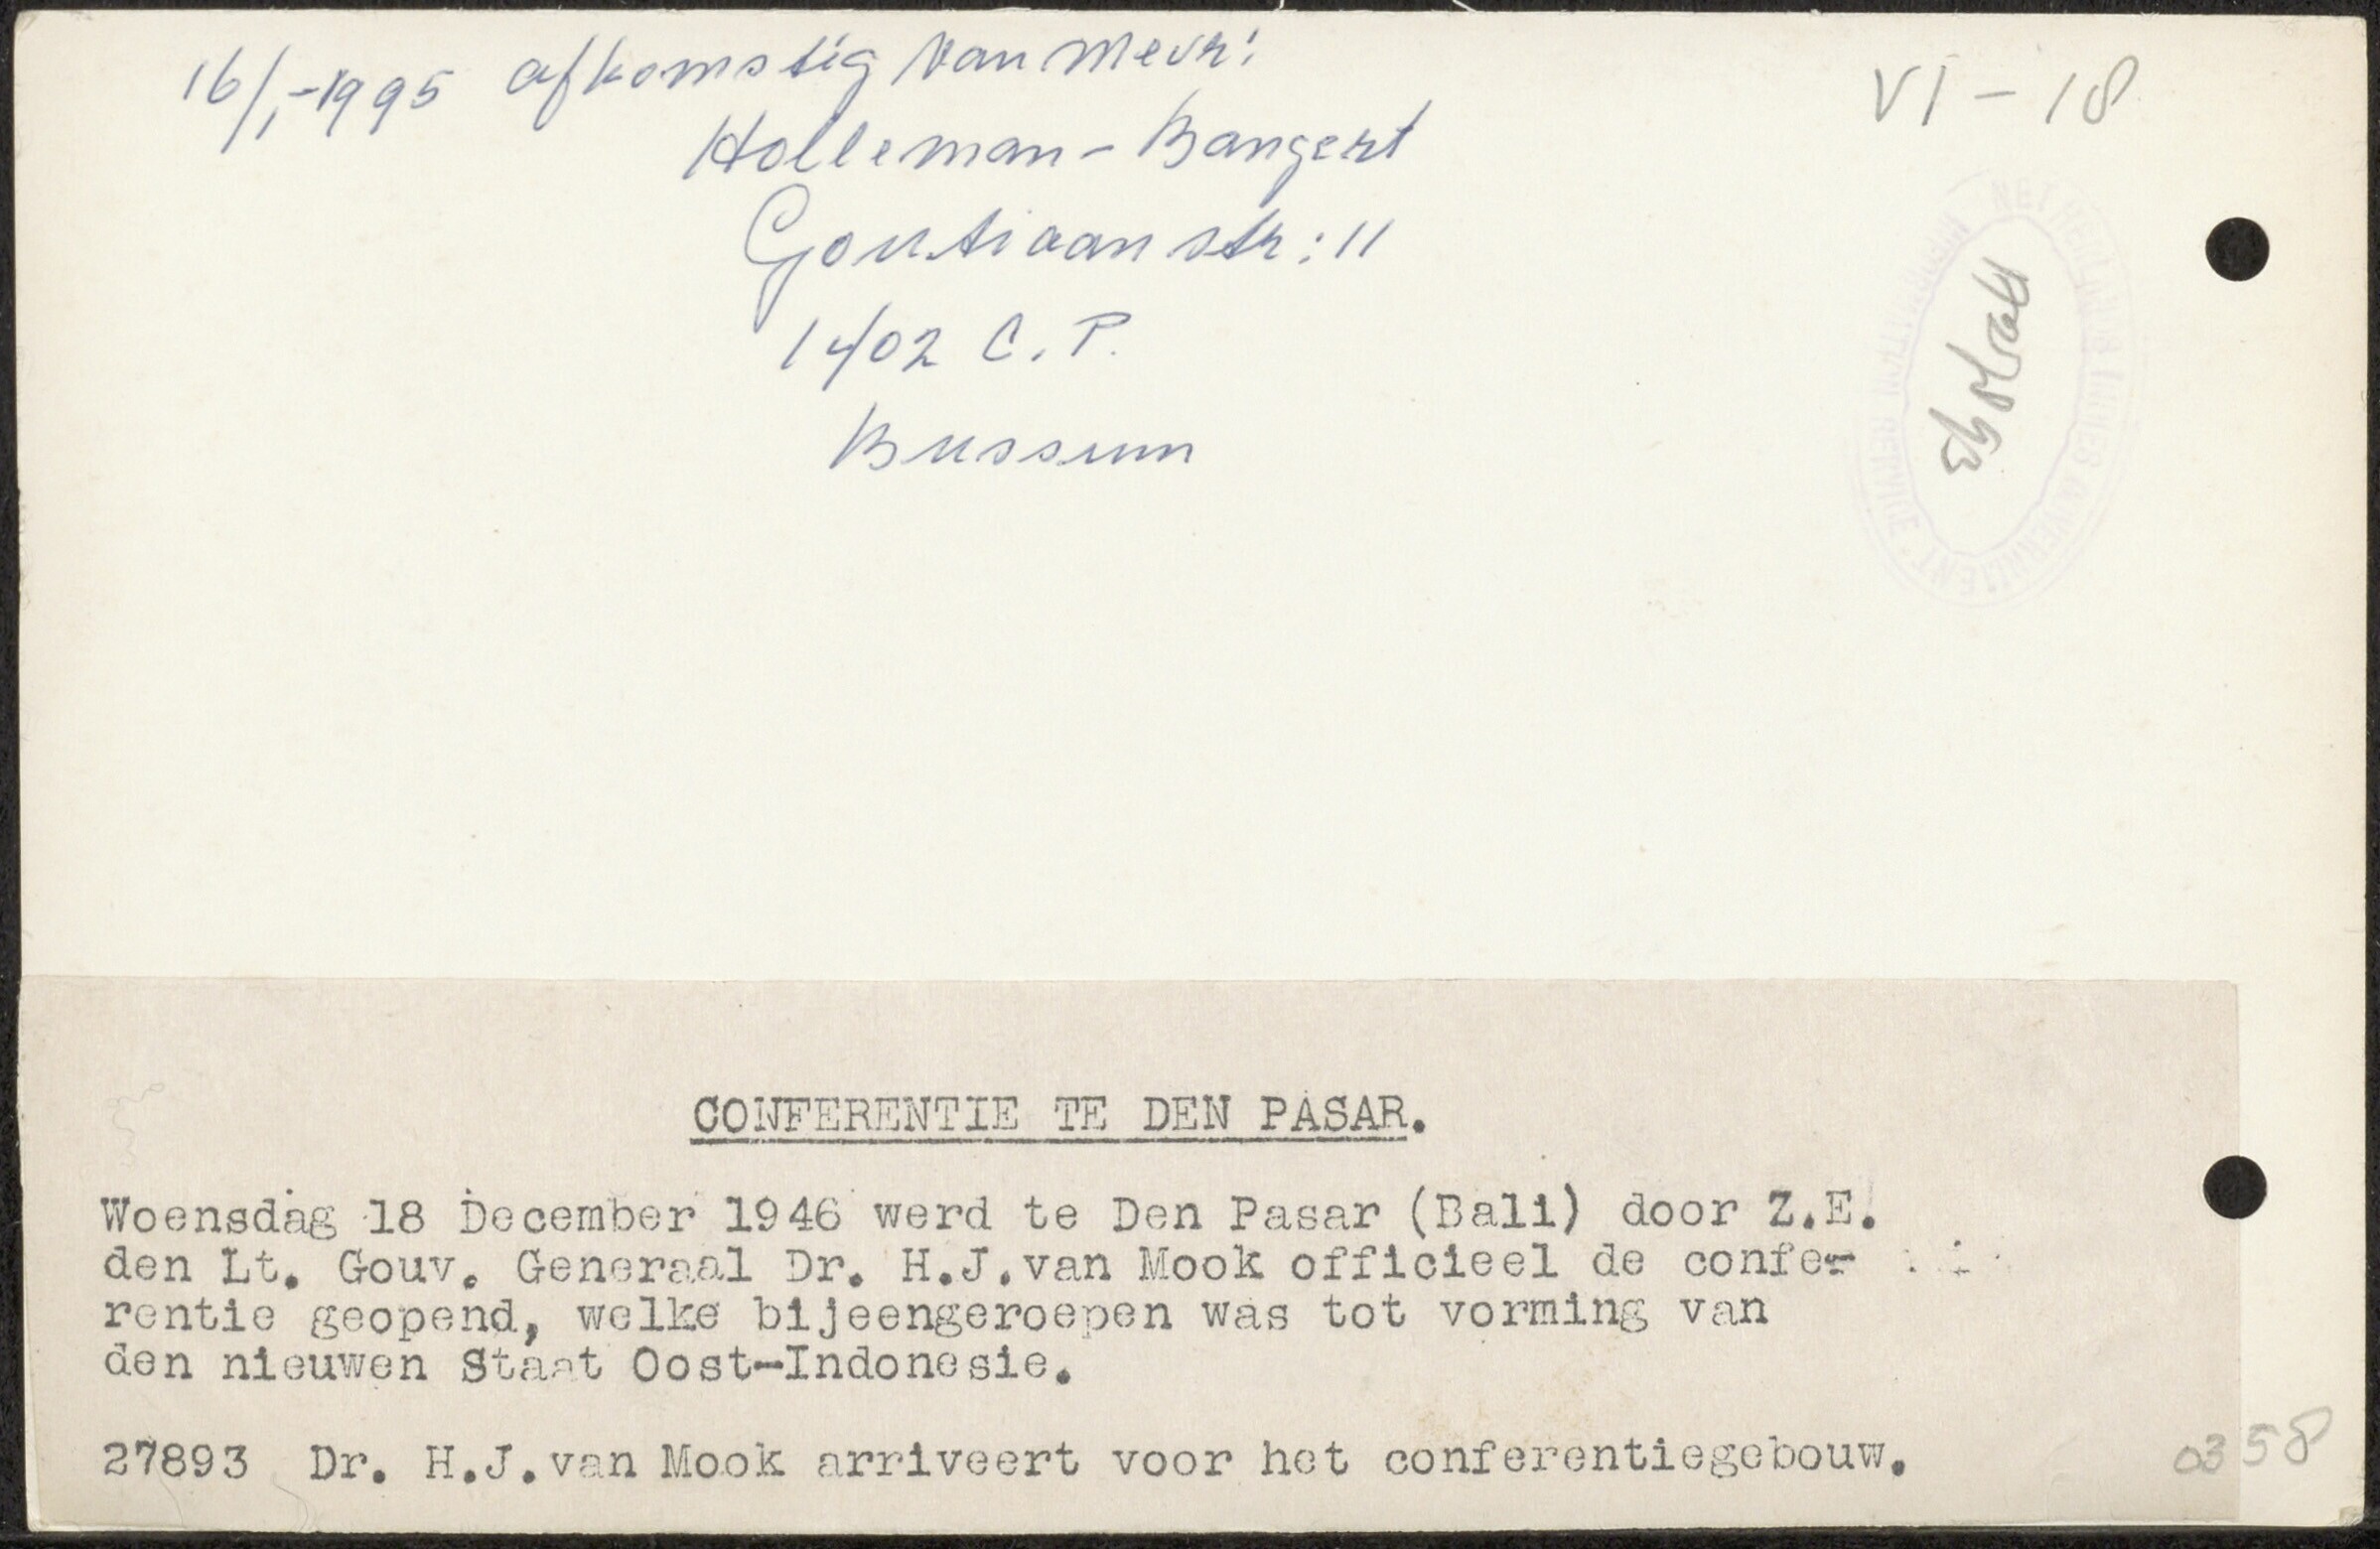 16/1-1995 afkomstig van mevr:
VI - 18
Holleman - Bangert
str: 11
1402 C.P.
Bussum
CONFERENTIE TE DEN PASAR.
Woensdag 18 December 1946 werd te Den Pasar (Bali) door Z.E.
den Lt. Gouv. Generaal Dr. H.J.van Mook officieel de confe-
rentie geopend, welke bijeengeroepen was tot vorming van
den nieuwen Staat Oost-Indonesie.
27893 Dr. H.J.van Mook arriveert voor het conferentiegebouw.
0358